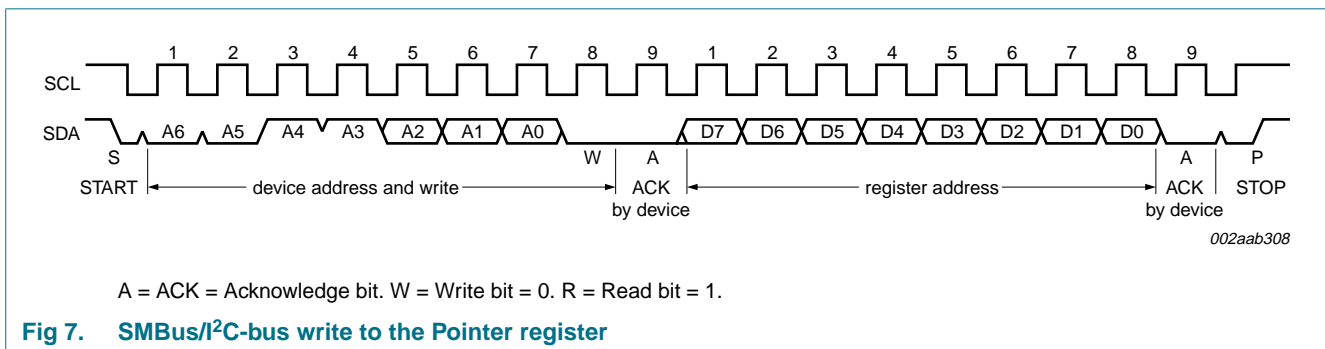 1 2 3 4 5 6 7 8 9 1 2 3 4 5 6 7 8 9
SCL
SDA A6 A5 A4 A3 A2 A1 A0 D7 D6 D5 D4 D3 D2 D1 D0
S W A A P
START device address and write ACK register address ACK STOP
by device by device
002aab308
A = ACK = Acknowledge bit. W = Write bit = 0. R = Read bit = 1.
Fig 7. SMBus/I²C-bus write to the Pointer register